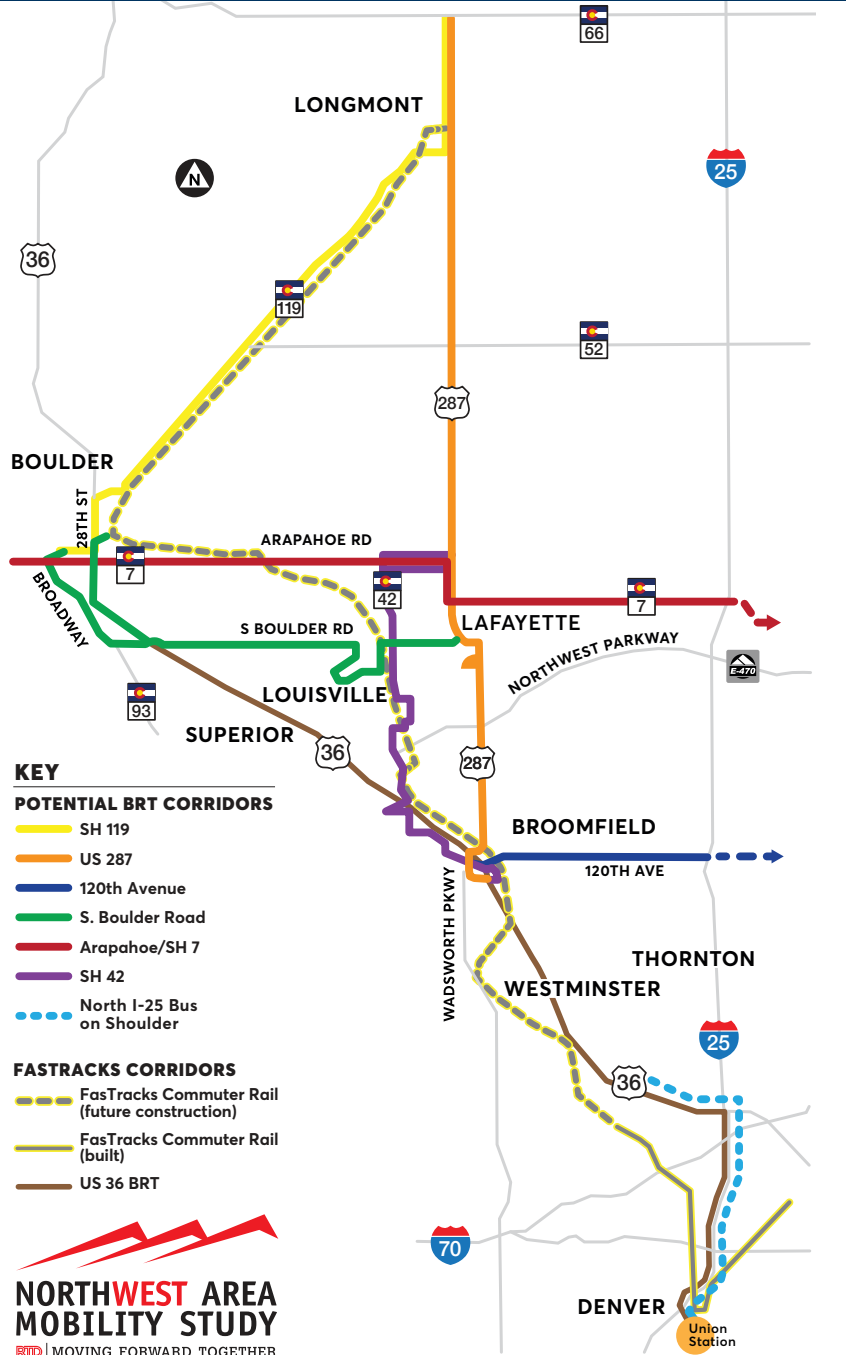 66
LONGMONT
25
N
36
119
52
287
BOULDER
28TH ST
ARAPAHOE RD
7
42
7
BROADWAY
S BOULDER RD
LAFAYETTE
NORTHWEST PARKWAY
E-470
93
LOUISVILLE
SUPERIOR
36
287
KEY
POTENTIAL BRT CORRIDORS
SH 119
US 287
120th Avenue
S. Boulder Road
Arapahoe/SH 7
SH 42
North I-25 Bus
on Shoulder
BROOMFIELD
120TH AVE
WADSWORTH PKWY
THORNTON
WESTMINSTER
25
36
FASTRACKS CORRIDORS
FasTracks Commuter Rail
(future construction)
FasTracks Commuter Rail
(built)
US 36 BRT
70
DENVER
Union
Station
NORTHWEST AREA
MOBILITY STUDY
RTD | MOVING FORWARD TOGETHER